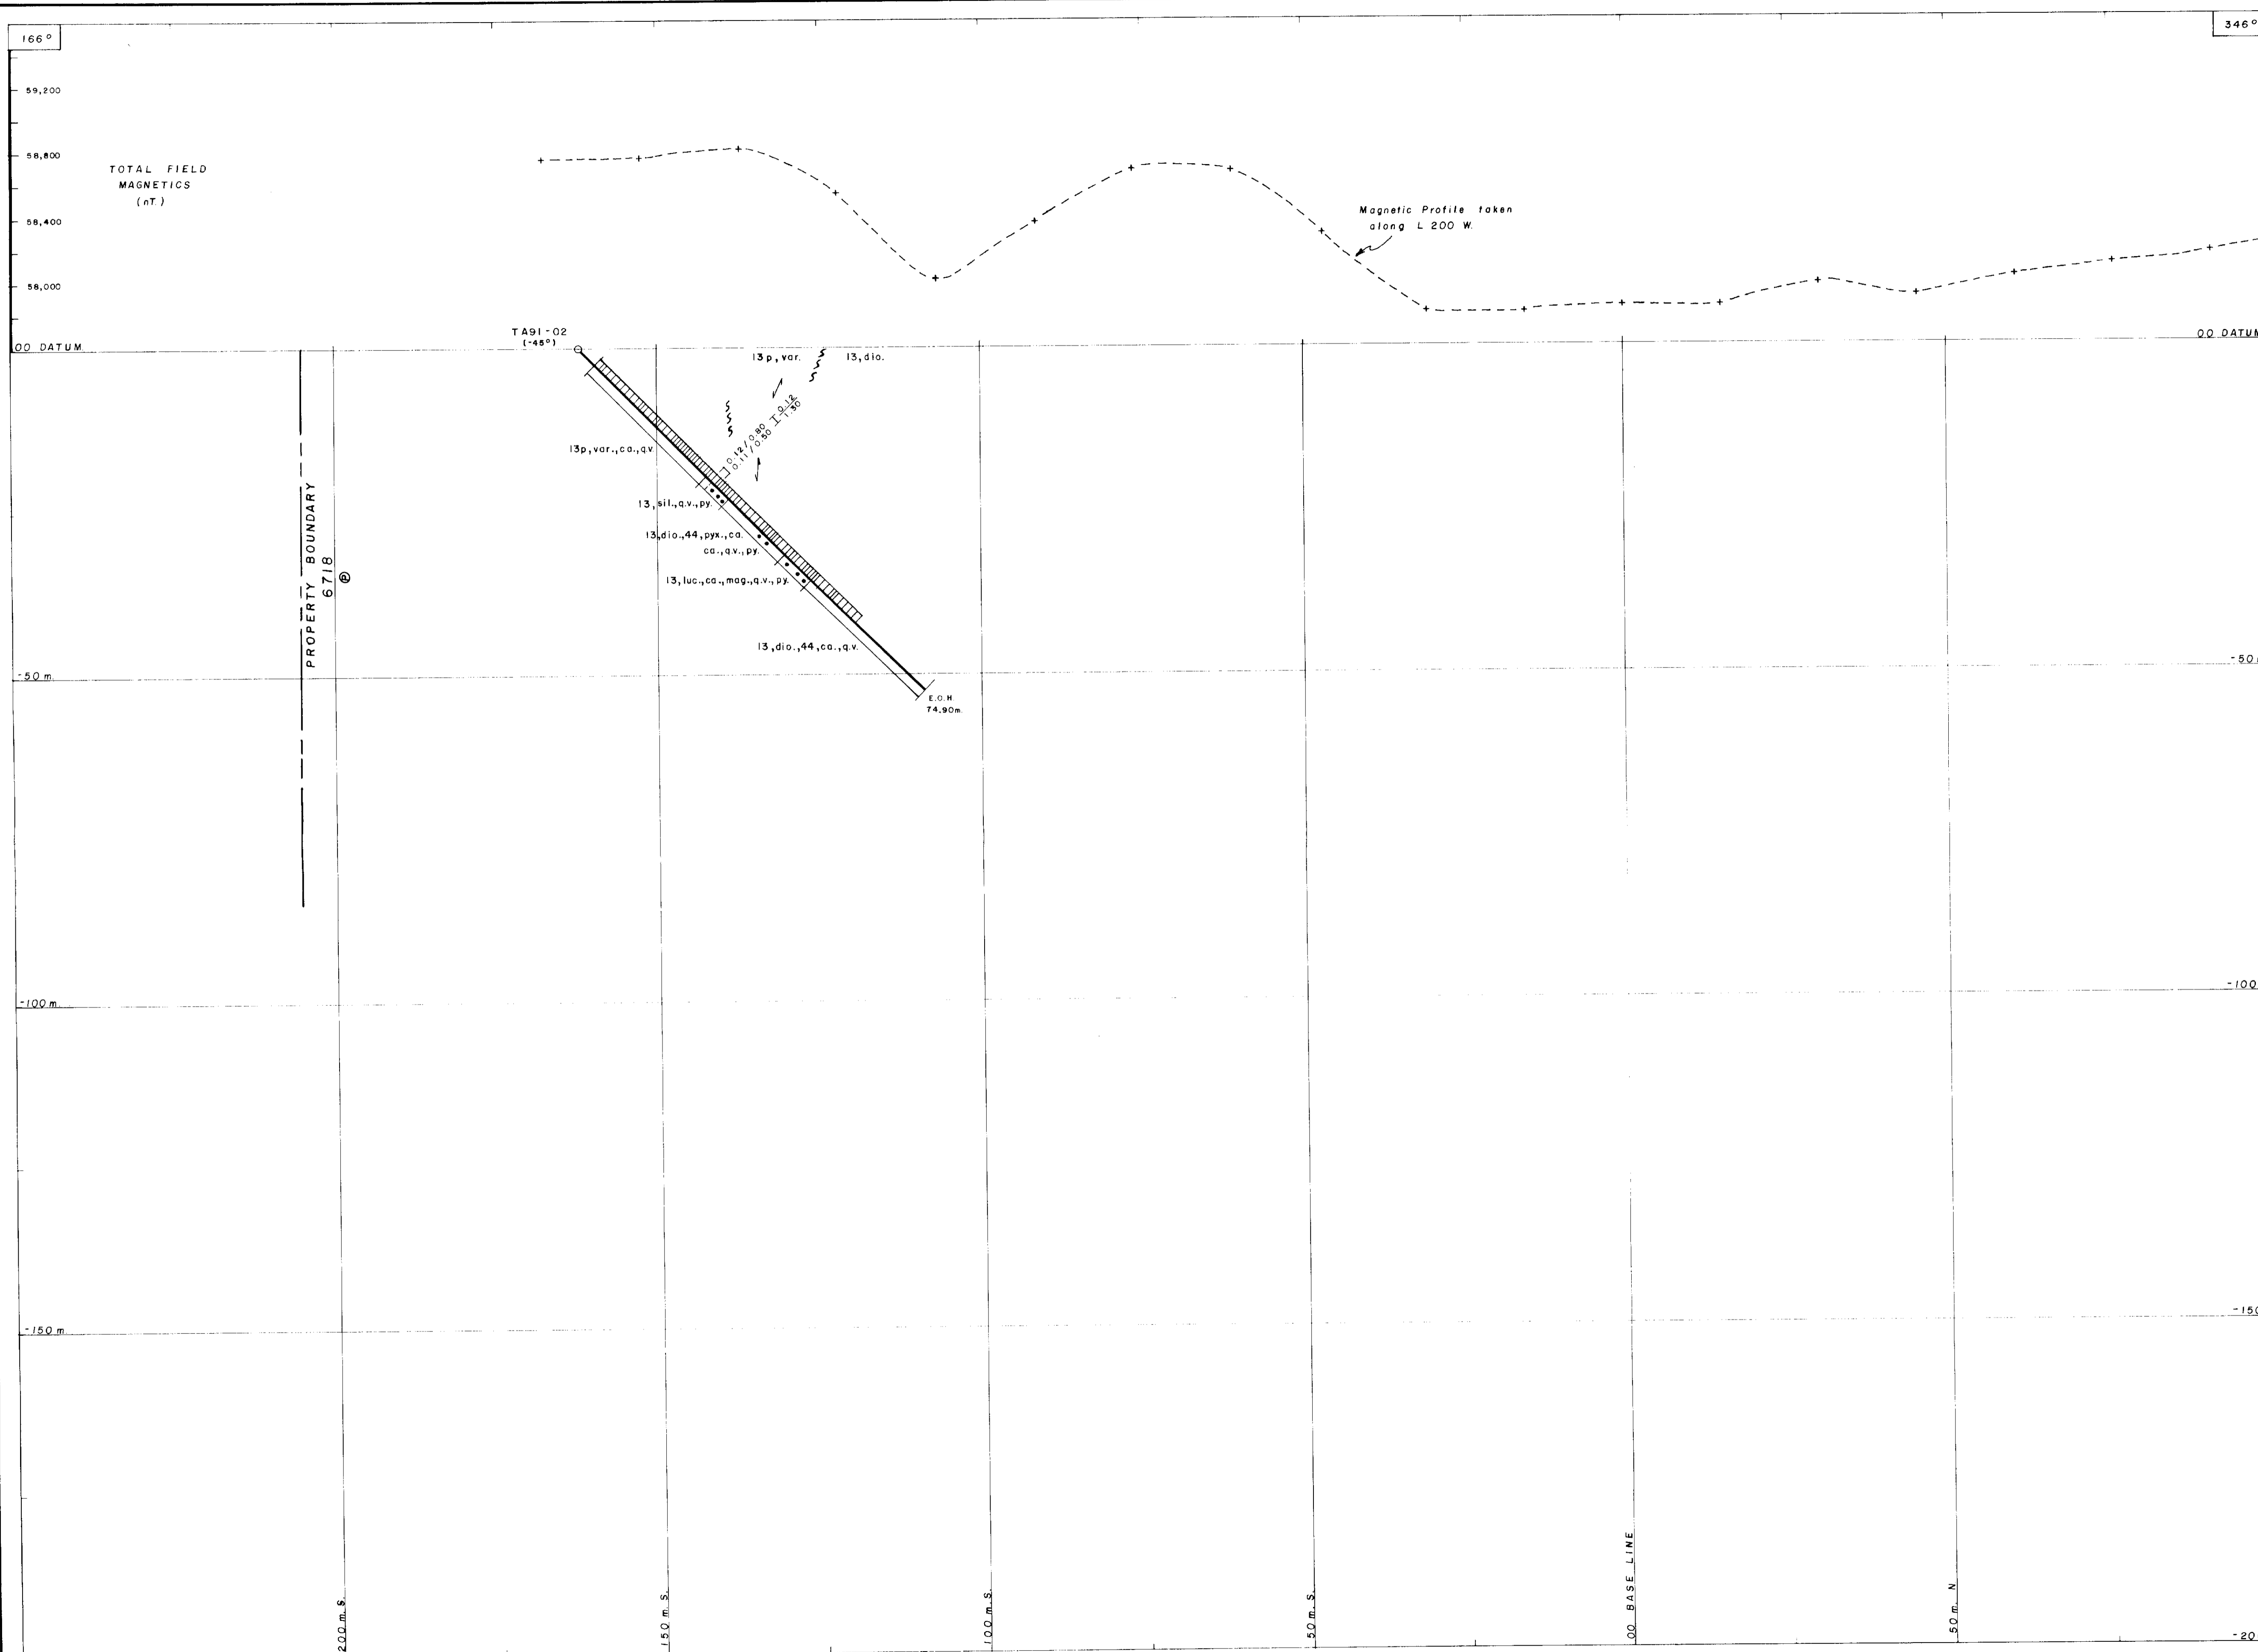 166°
346°
59,200
58,800
58,400
58,000
TOTAL FIELD
MAGNETICS
(nT.)
Magnetic Profile taken
along L 200 W.
00 DATUM
00 DATUM
TA91-02
(-45°)
13p, var.
13, dio.
0.12/0.80
0.11/0.50
0.12
1.30
13p,var.,ca.,q.v.
13,sil.,q.v.,py.
13,dio.,44,pyx.,ca.
ca.,q.v.,py.
13,luc.,ca.,mag.,q.v.,py.
13,dio.,44,ca.,q.v.
E.O.H.
74.90m.
PROPERTY BOUNDARY
6718
P
-50 m.
-50
-100 m.
-100
-150 m.
-150
-20
200 m. S.
150 m. S.
100 m. S.
50 m. S.
00 BASE LINE
50 m. N